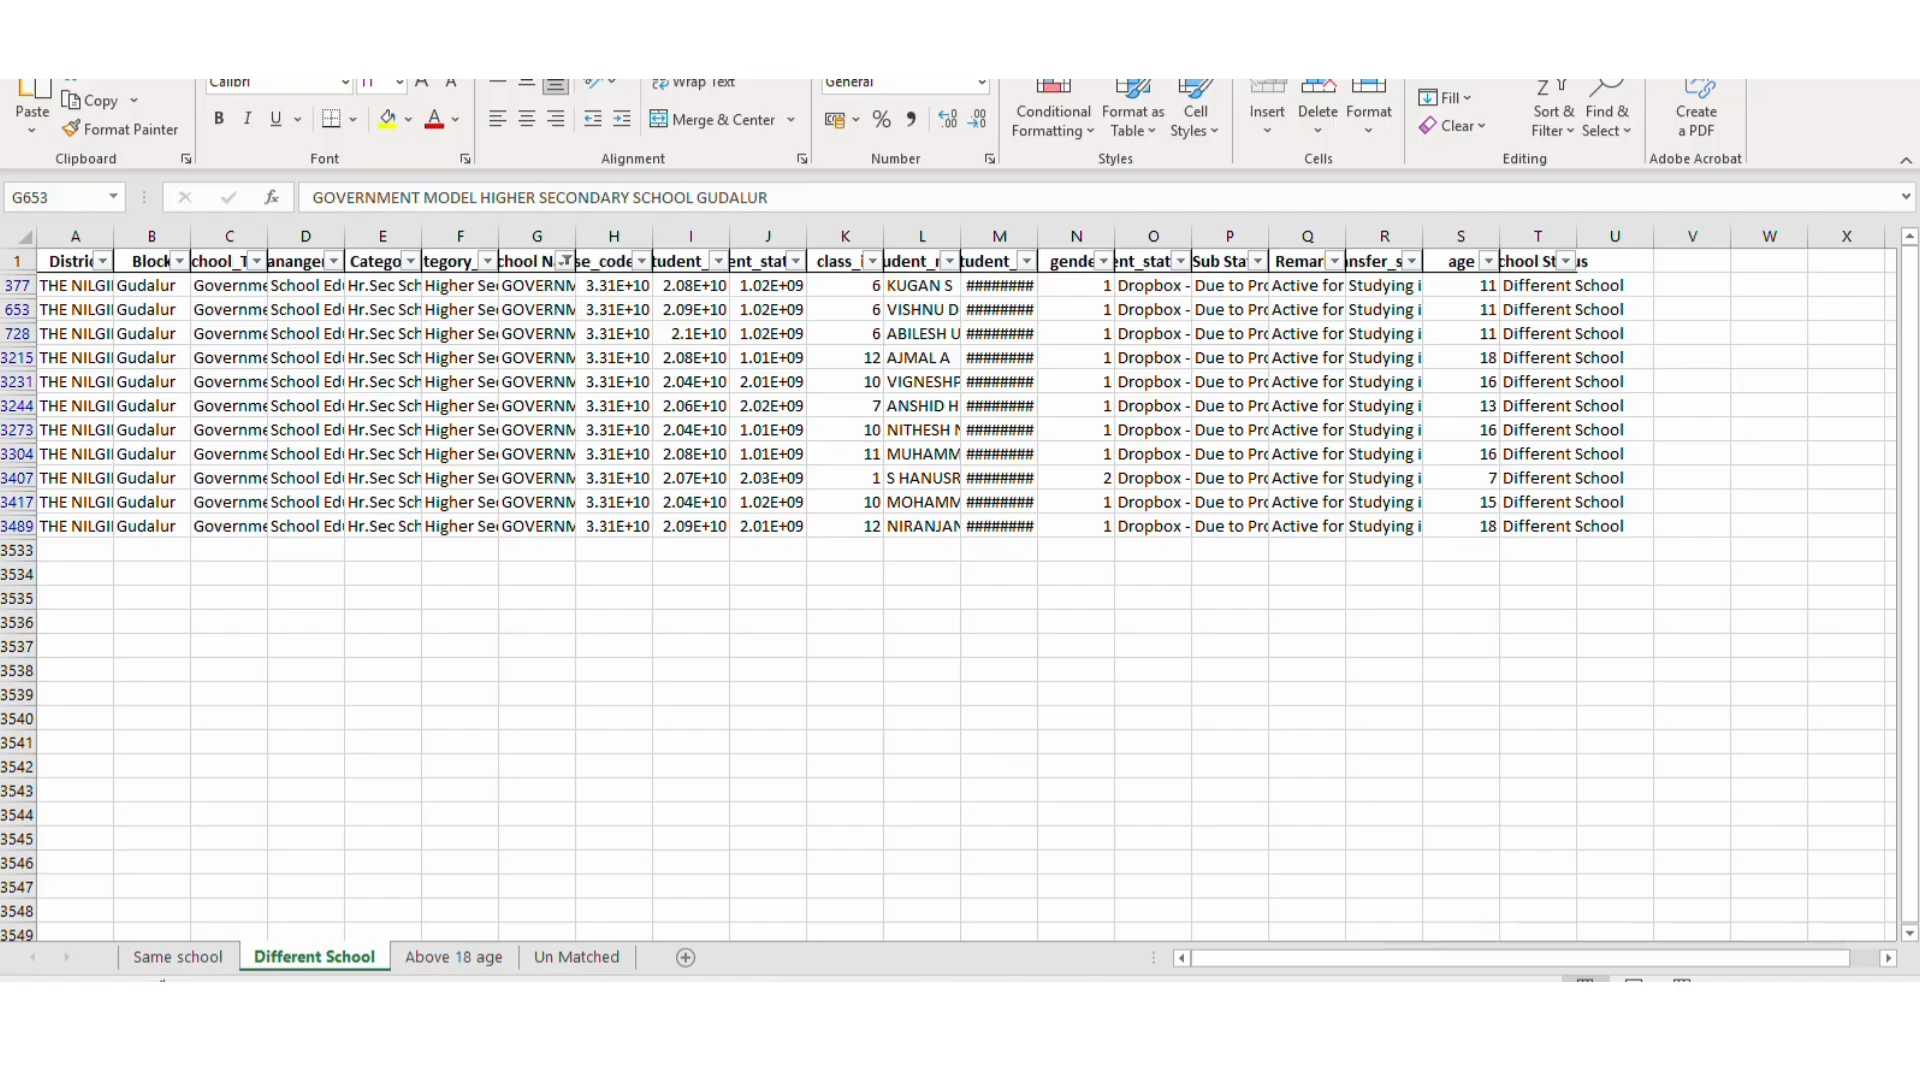 Calibri 11 Wrap Text General
Paste Copy Format Painter B I U Merge & Center % Conditional Formatting Format as Table Cell Styles Insert Delete Format Fill Clear Sort & Filter Find & Select Create a PDF
Clipboard Font Alignment Number Styles Cells Editing Adobe Acrobat
G653 fx GOVERNMENT MODEL HIGHER SECONDARY SCHOOL GUDALUR
A B C D E F G H I J K L M N O P Q R S T U V W X
1 Distric Block chool_T ananger Catego tegory_ chool N se_code tudent_ ent_stat class_i udent_r tudent_ gende ent_stat Sub Sta Remar nsfer_s age chool St us
377 THE NILGII Gudalur Governme School Ed Hr.Sec Sch Higher Se GOVERNM 3.31E+10 2.08E+10 1.02E+09 6 KUGAN S ######## 1 Dropbox - Due to Pro Active for Studying i 11 Different School
653 THE NILGII Gudalur Governme School Ed Hr.Sec Sch Higher Se GOVERNM 3.31E+10 2.09E+10 1.02E+09 6 VISHNU D ######## 1 Dropbox - Due to Pro Active for Studying i 11 Different School
728 THE NILGII Gudalur Governme School Ed Hr.Sec Sch Higher Se GOVERNM 3.31E+10 2.1E+10 1.02E+09 6 ABILESH U ######## 1 Dropbox - Due to Pro Active for Studying i 11 Different School
3215 THE NILGII Gudalur Governme School Ed Hr.Sec Sch Higher Se GOVERNM 3.31E+10 2.08E+10 1.01E+09 12 AJMAL A ######## 1 Dropbox - Due to Pro Active for Studying i 18 Different School
3231 THE NILGII Gudalur Governme School Ed Hr.Sec Sch Higher Se GOVERNM 3.31E+10 2.04E+10 2.01E+09 10 VIGNESHP ######## 1 Dropbox - Due to Pro Active for Studying i 16 Different School
3244 THE NILGII Gudalur Governme School Ed Hr.Sec Sch Higher Se GOVERNM 3.31E+10 2.06E+10 2.02E+09 7 ANSHID H ######## 1 Dropbox - Due to Pro Active for Studying i 13 Different School
3273 THE NILGII Gudalur Governme School Ed Hr.Sec Sch Higher Se GOVERNM 3.31E+10 2.04E+10 1.01E+09 10 NITHESH N ######## 1 Dropbox - Due to Pro Active for Studying i 16 Different School
3304 THE NILGII Gudalur Governme School Ed Hr.Sec Sch Higher Se GOVERNM 3.31E+10 2.08E+10 1.01E+09 11 MUHAMM ######## 1 Dropbox - Due to Pro Active for Studying i 16 Different School
3407 THE NILGII Gudalur Governme School Ed Hr.Sec Sch Higher Se GOVERNM 3.31E+10 2.07E+10 2.03E+09 1 S HANUSR ######## 2 Dropbox - Due to Pro Active for Studying i 7 Different School
3417 THE NILGII Gudalur Governme School Ed Hr.Sec Sch Higher Se GOVERNM 3.31E+10 2.04E+10 1.02E+09 10 MOHAMM ######## 1 Dropbox - Due to Pro Active for Studying i 15 Different School
3489 THE NILGII Gudalur Governme School Ed Hr.Sec Sch Higher Se GOVERNM 3.31E+10 2.09E+10 2.01E+09 12 NIRANJAN ######## 1 Dropbox - Due to Pro Active for Studying i 18 Different School
3533
3534
3535
3536
3537
3538
3539
3540
3541
3542
3543
3544
3545
3546
3547
3548
3549
Same school Different School Above 18 age Un Matched